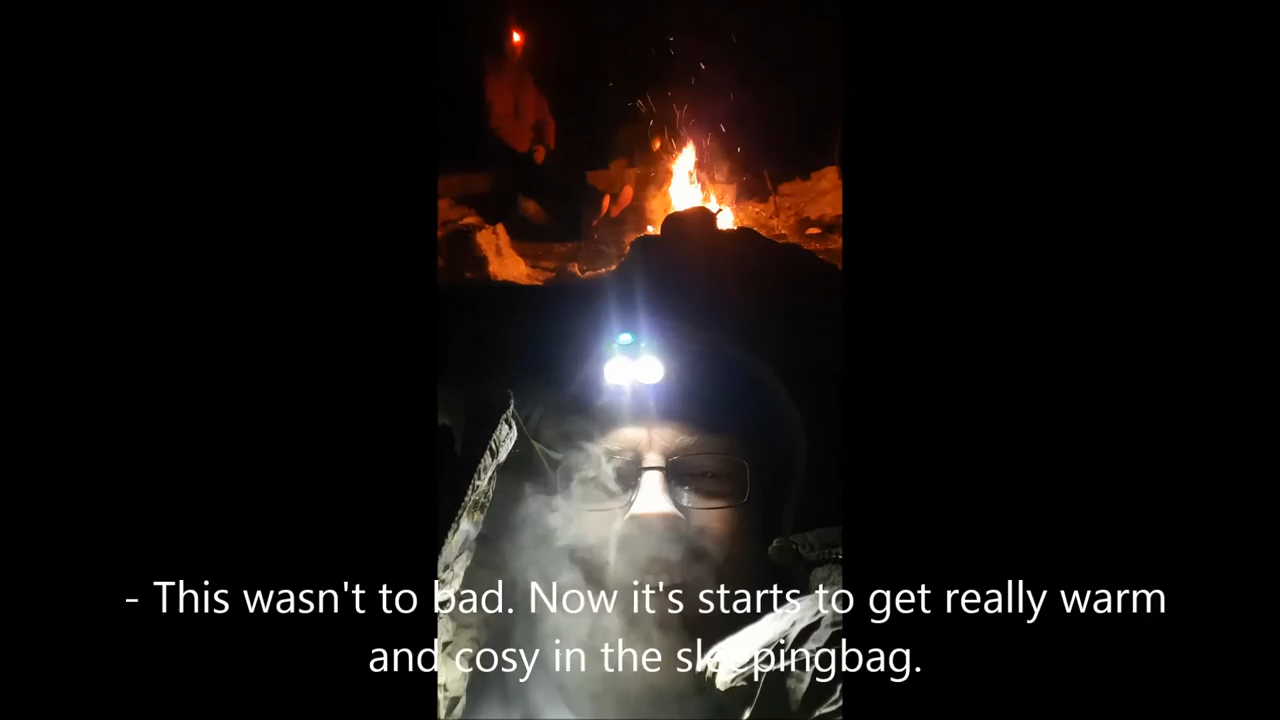 - This wasn't to bad. Now it's starts to get really warm
and cosy in the sleepingbag.